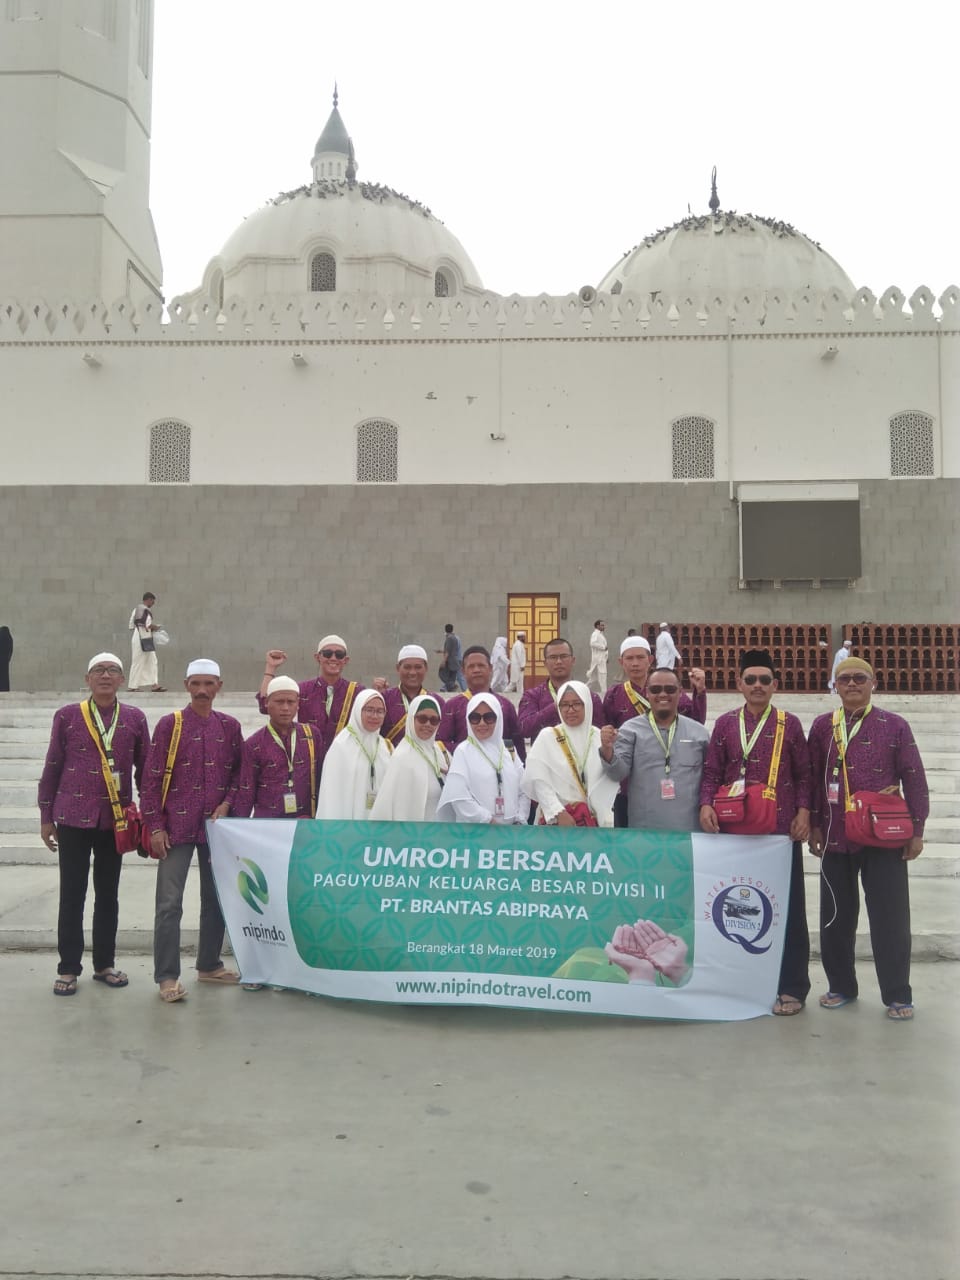 UMROH BERSAMA
PAGUYUBAN KELUARGA BESAR DIVISI II
PT. BRANTAS ABIPRAYA
Berangkat 18 Maret 2019
www.nipindotravel.com
nipindo
WATER RESOURCES
DIVISION 2